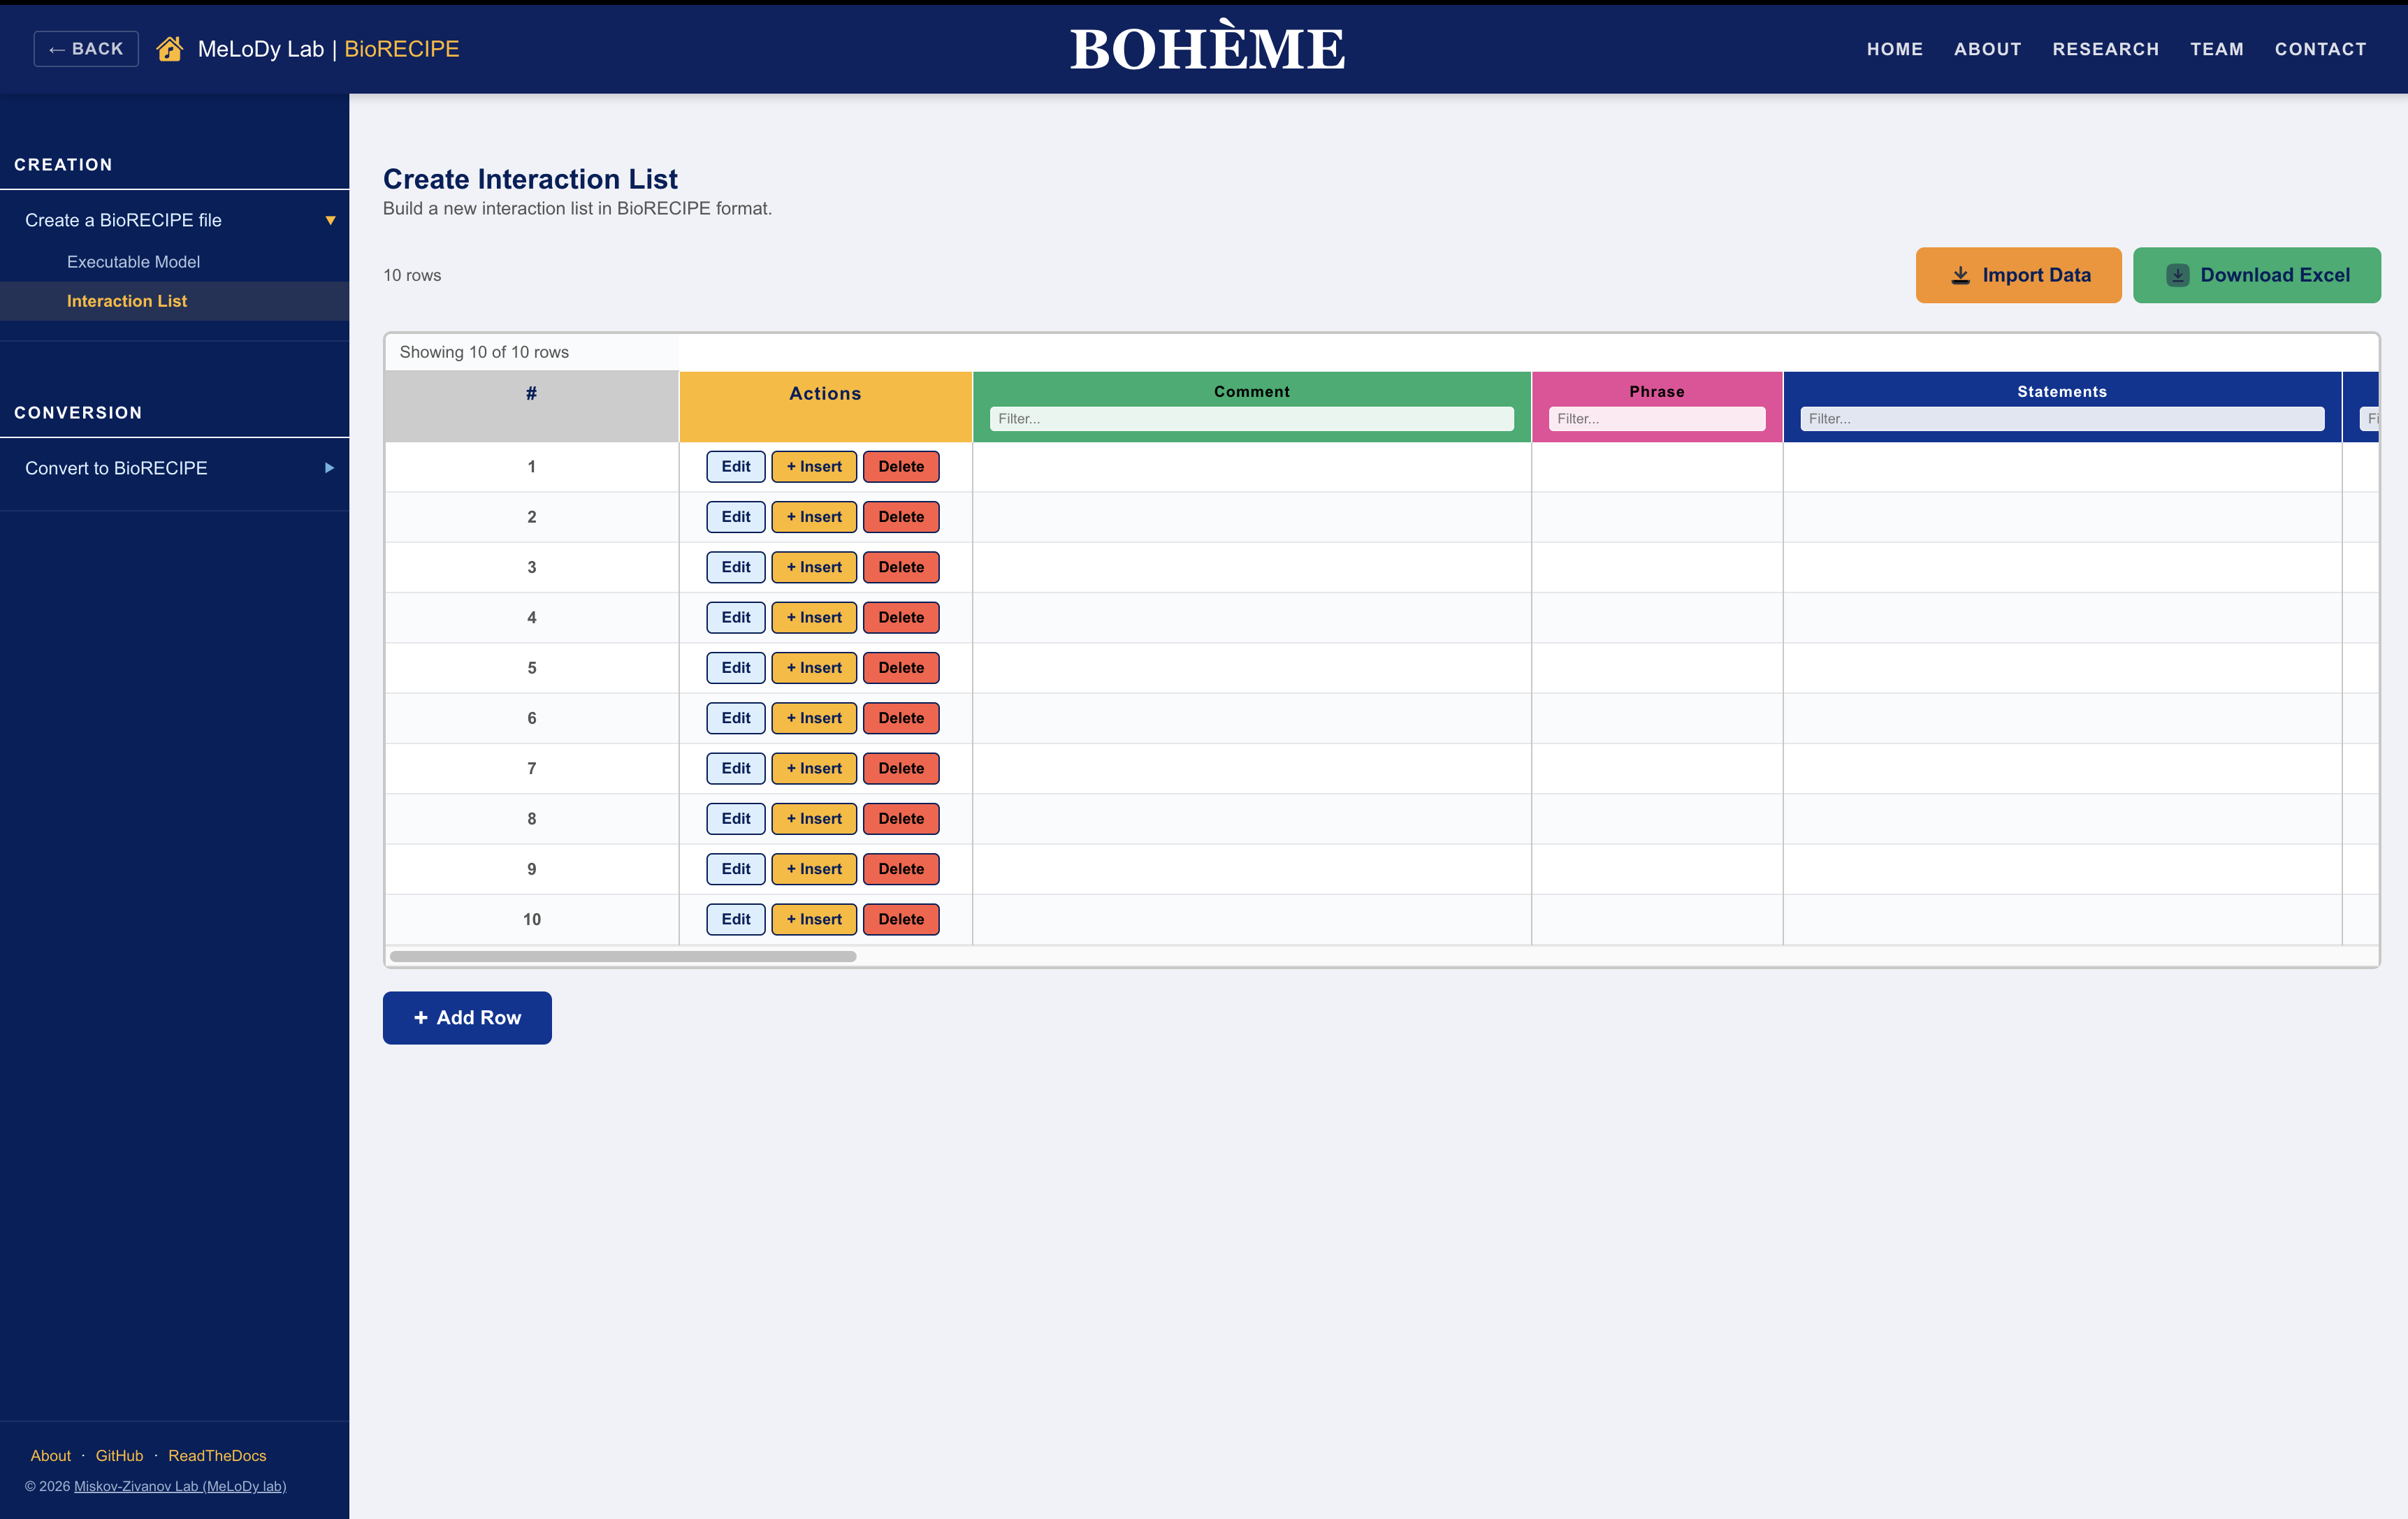 ← BACK
MeLoDy Lab | BioRECIPE
BOHÈME
HOME ABOUT RESEARCH TEAM CONTACT
CREATION
Create a BioRECIPE file
Executable Model
Interaction List
CONVERSION
Convert to BioRECIPE
About · GitHub · ReadTheDocs
© 2026 Miskov-Zivanov Lab (MeLoDy lab)
Create Interaction List
Build a new interaction list in BioRECIPE format.
10 rows
Import Data
Download Excel
Showing 10 of 10 rows
# Actions Comment Phrase Statements
Filter... Filter... Filter... Fi
1 Edit + Insert Delete
2 Edit + Insert Delete
3 Edit + Insert Delete
4 Edit + Insert Delete
5 Edit + Insert Delete
6 Edit + Insert Delete
7 Edit + Insert Delete
8 Edit + Insert Delete
9 Edit + Insert Delete
10 Edit + Insert Delete
+ Add Row